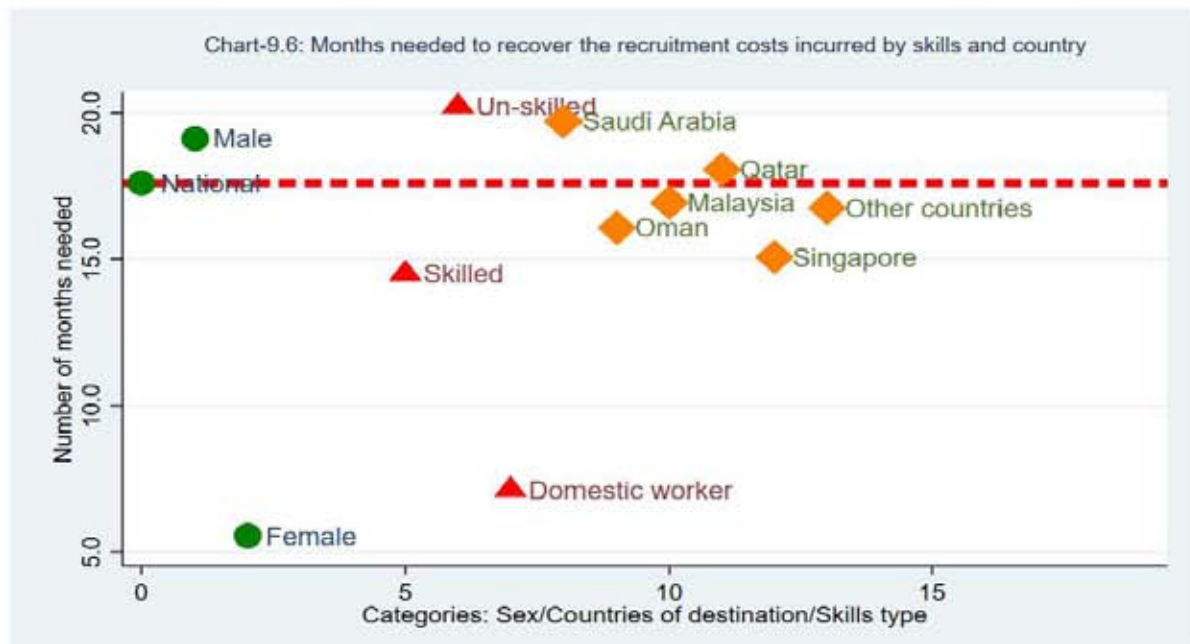 Chart-9.6: Months needed to recover the recruitment costs incurred by skills and country
Number of months needed
20.0
15.0
10.0
5.0
Un-skilled
Saudi Arabia
Male
Qatar
National
Malaysia
Other countries
Oman
Singapore
Skilled
Domestic worker
Female
0
5
10
15
Categories: Sex/Countries of destination/Skills type